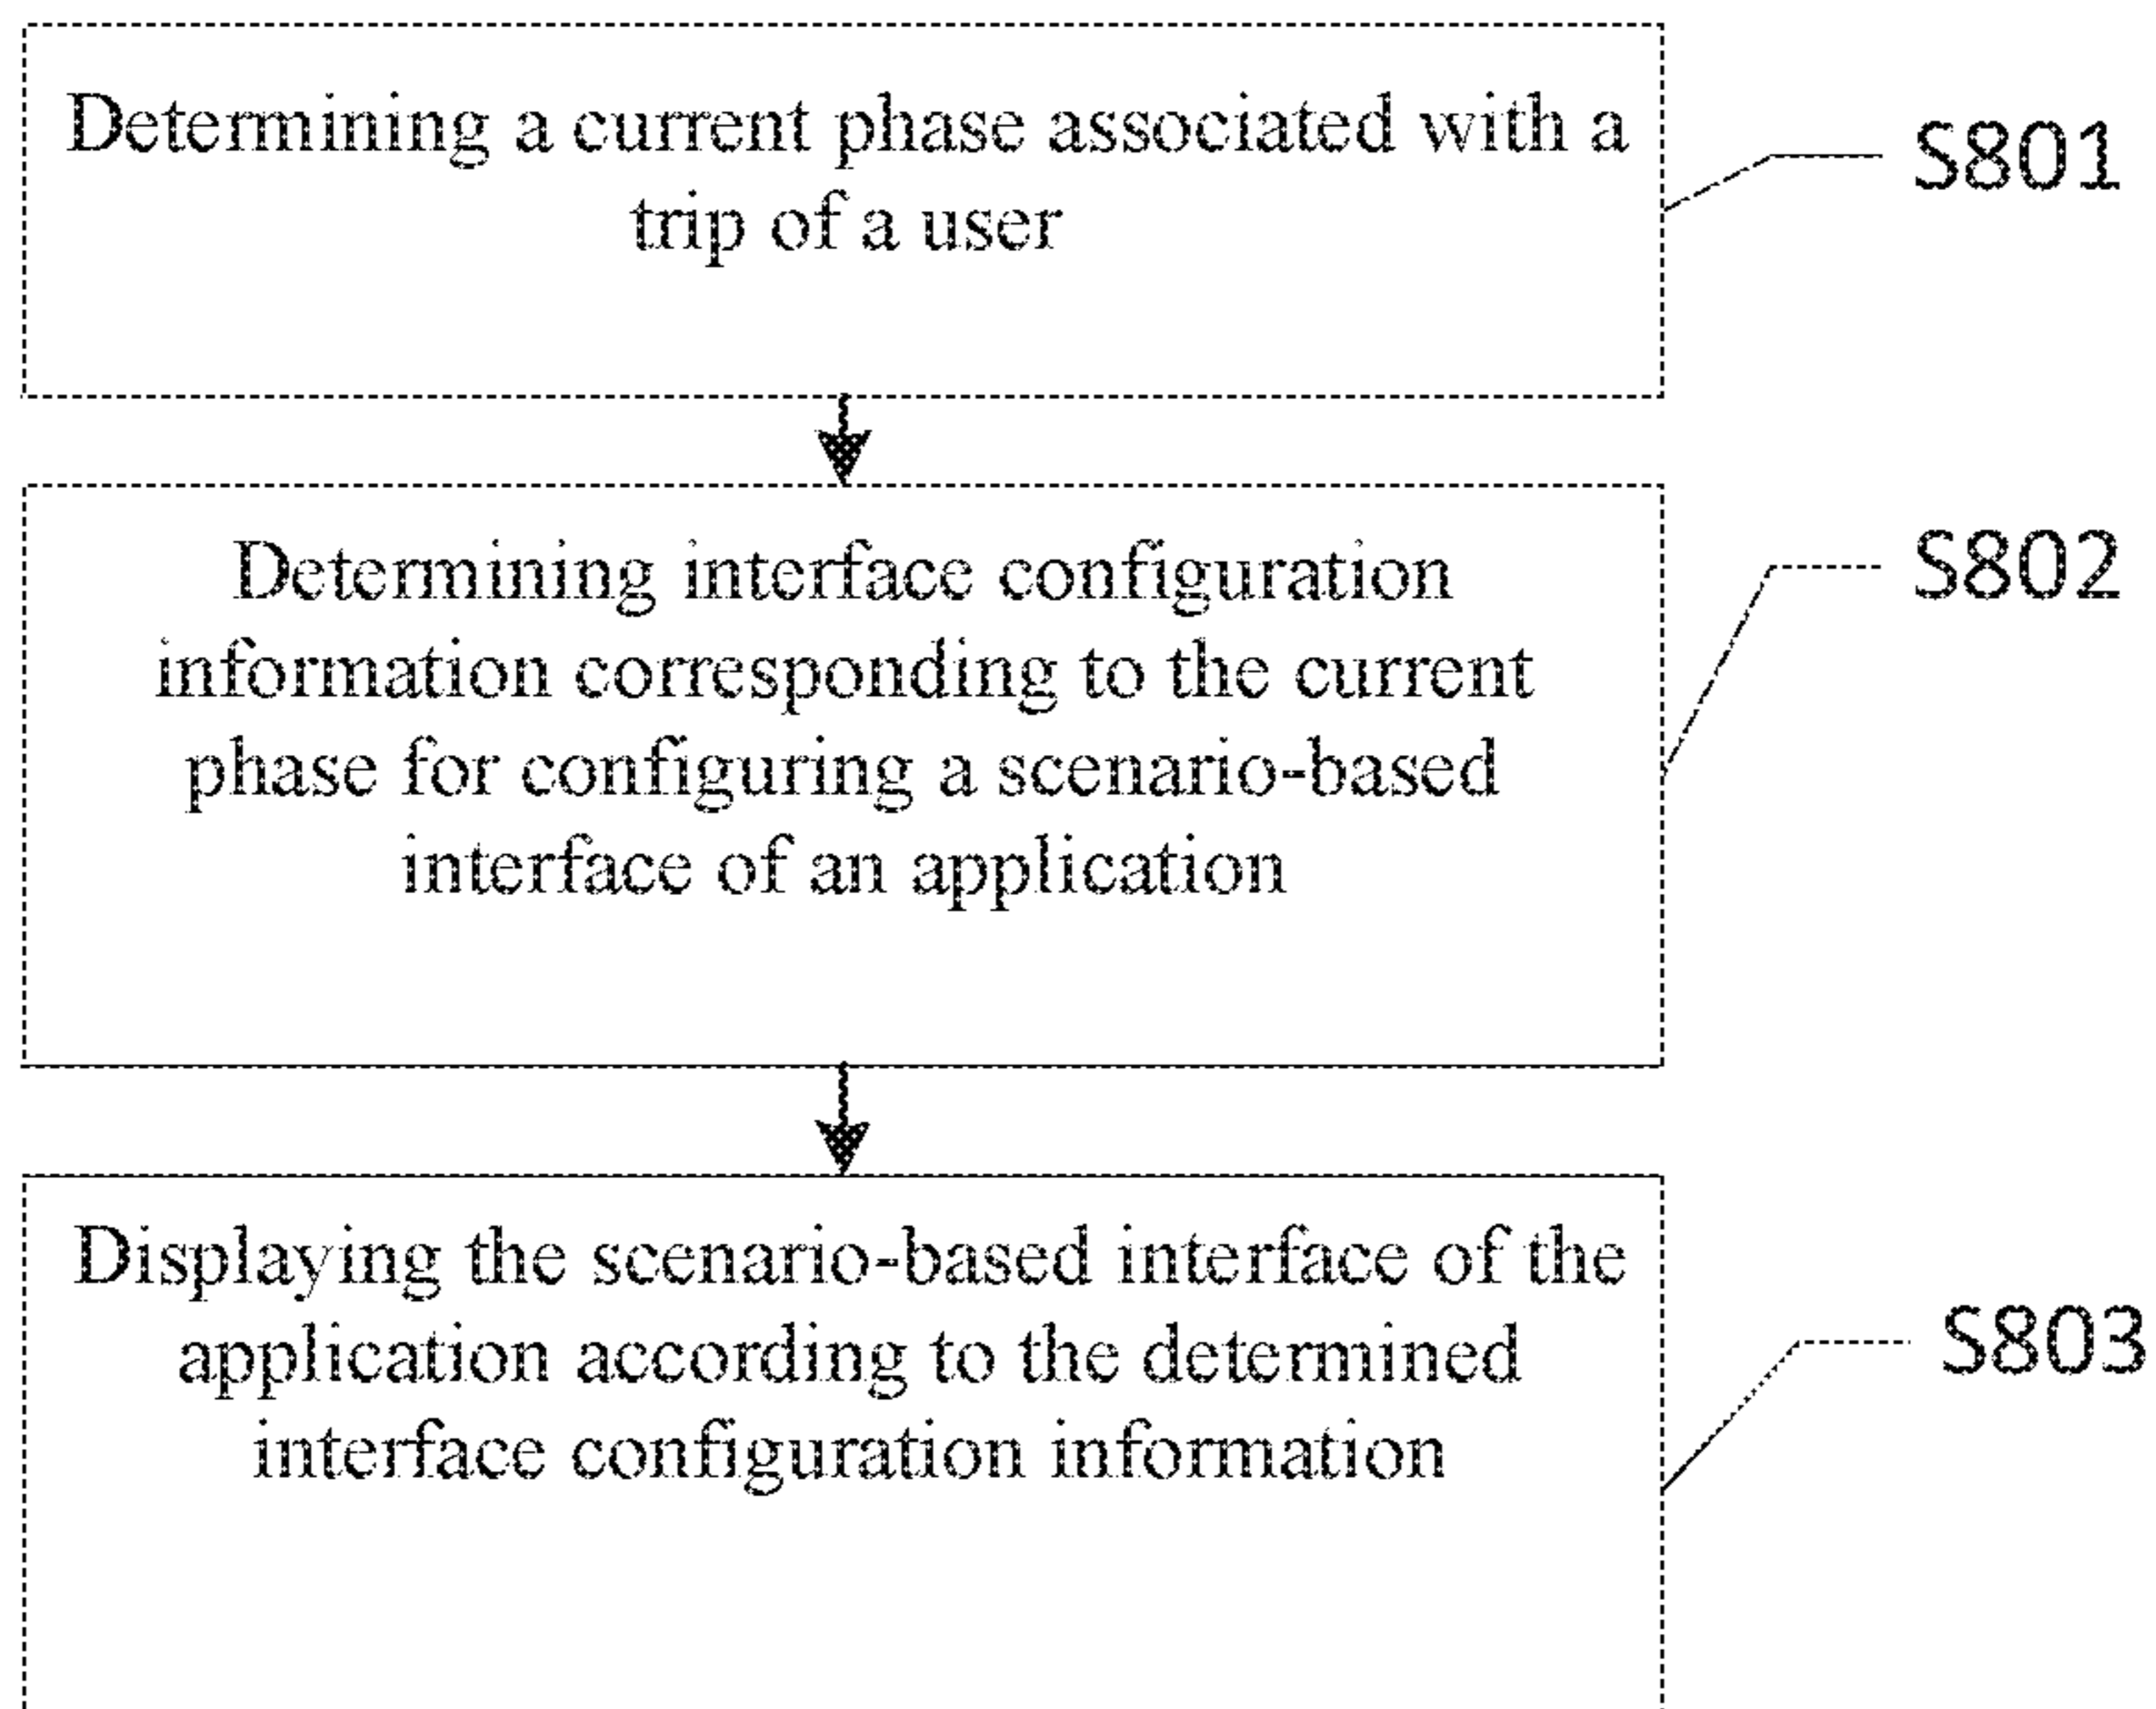 Determining a current phase associated with a
trip of a user
S801
Determining interface configuration
information corresponding to the current
phase for configuring a scenario-based
interface of an application
S802
Displaying the scenario-based interface of the
application according to the determined
interface configuration information
S803